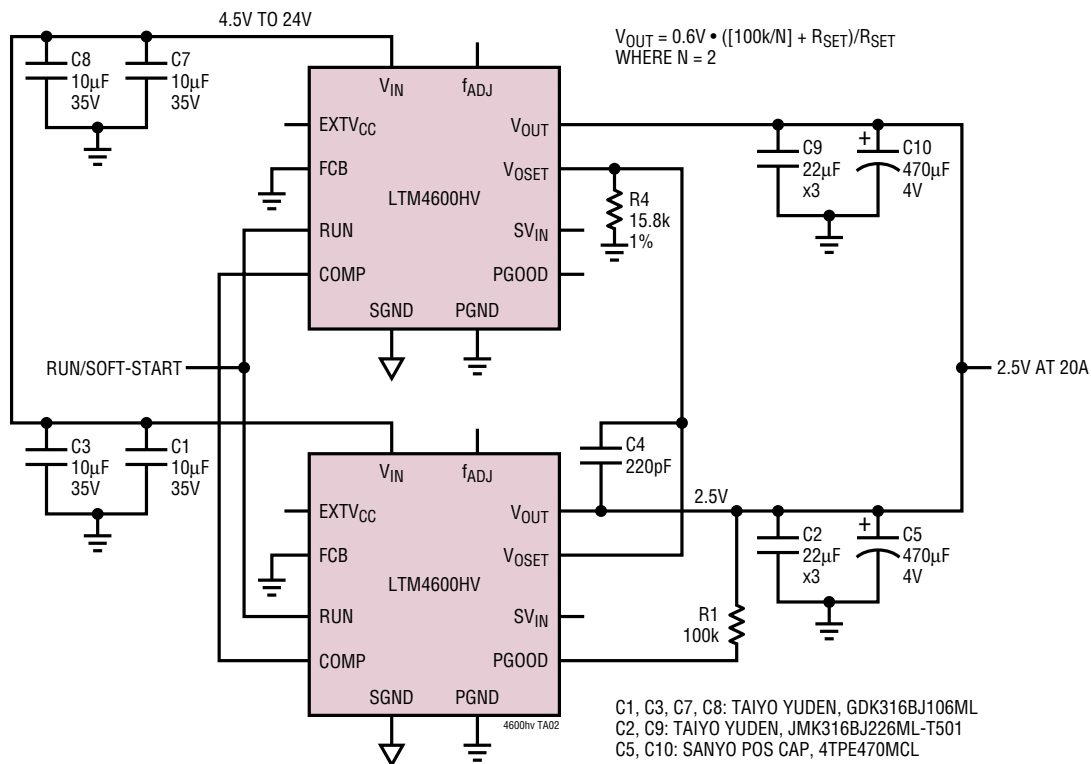 4.5V TO 24V
V_OUT = 0.6V • ([100k/N] + R_SET)/R_SET
WHERE N = 2
C8
10µF
35V
C7
10µF
35V
V_IN
f_ADJ
EXTV_CC
FCB
RUN
COMP
LTM4600HV
V_OUT
V_OSET
SV_IN
PGOOD
SGND
PGND
R4
15.8k
1%
C9
22µF
x3
+
C10
470µF
4V
RUN/SOFT-START
2.5V AT 20A
C3
10µF
35V
C1
10µF
35V
C4
220pF
V_IN
f_ADJ
EXTV_CC
FCB
RUN
COMP
LTM4600HV
V_OUT
V_OSET
SV_IN
PGOOD
SGND
PGND
2.5V
C2
22µF
x3
+
C5
470µF
4V
R1
100k
4600hv TA02
C1, C3, C7, C8: TAIYO YUDEN, GDK316BJ106ML
C2, C9: TAIYO YUDEN, JMK316BJ226ML-T501
C5, C10: SANYO POS CAP, 4TPE470MCL